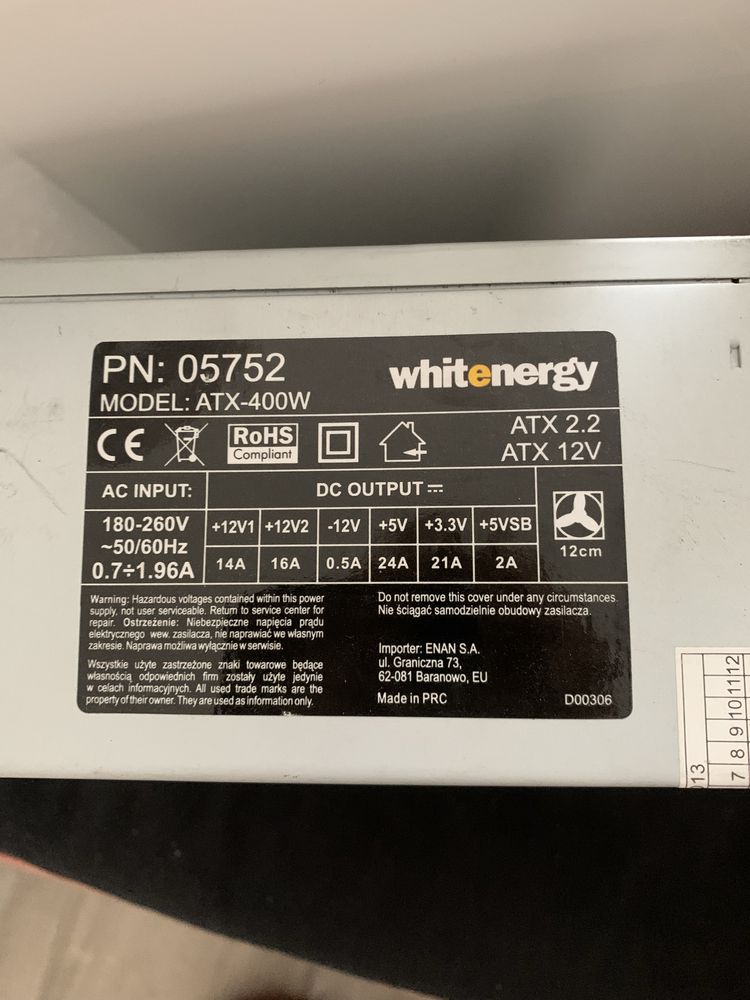 PN: 05752
MODEL: ATX-400W
whitenergy
CE
RoHS
Compliant
ATX 2.2
ATX 12V
AC INPUT:
180-260V
~50/60Hz
0.7÷1.96A
DC OUTPUT
+12V1 +12V2 -12V +5V +3.3V +5VSB
14A 16A 0.5A 24A 21A 2A
12cm
Warning: Hazardous voltages contained within this power
supply, not user serviceable. Return to service center for
repair. Ostrzeżenie: Niebezpieczne napięcia prądu
elektrycznego wew. zasilacza, nie naprawiać we własnym
zakresie. Naprawa możliwa wyłącznie w serwisie.
Wszystkie użyte zastrzeżone znaki towarowe będące
własnością odpowiednich firm zostały użyte jedynie
w celach informacyjnych. All used trade marks are the
property of their owner. They are used as information only.
Do not remove this cover under any circumstances.
Nie ściągać samodzielnie obudowy zasilacza.
Importer: ENAN S.A.
ul. Graniczna 73,
62-081 Baranowo, EU
Made in PRC
D00306
13
7 8 9 10 11 12